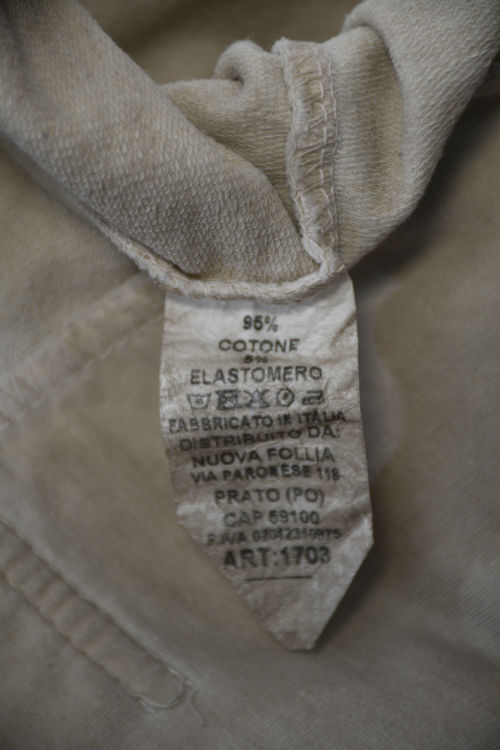 95%
COTONE
5%
ELASTOMERO
FABBRICATO IN ITALIA
DISTRIBUITO DA:
NUOVA FOLLIA
VIA PARONESE 118
PRATO (PO)
CAP 59100
P.IVA
ART:1703